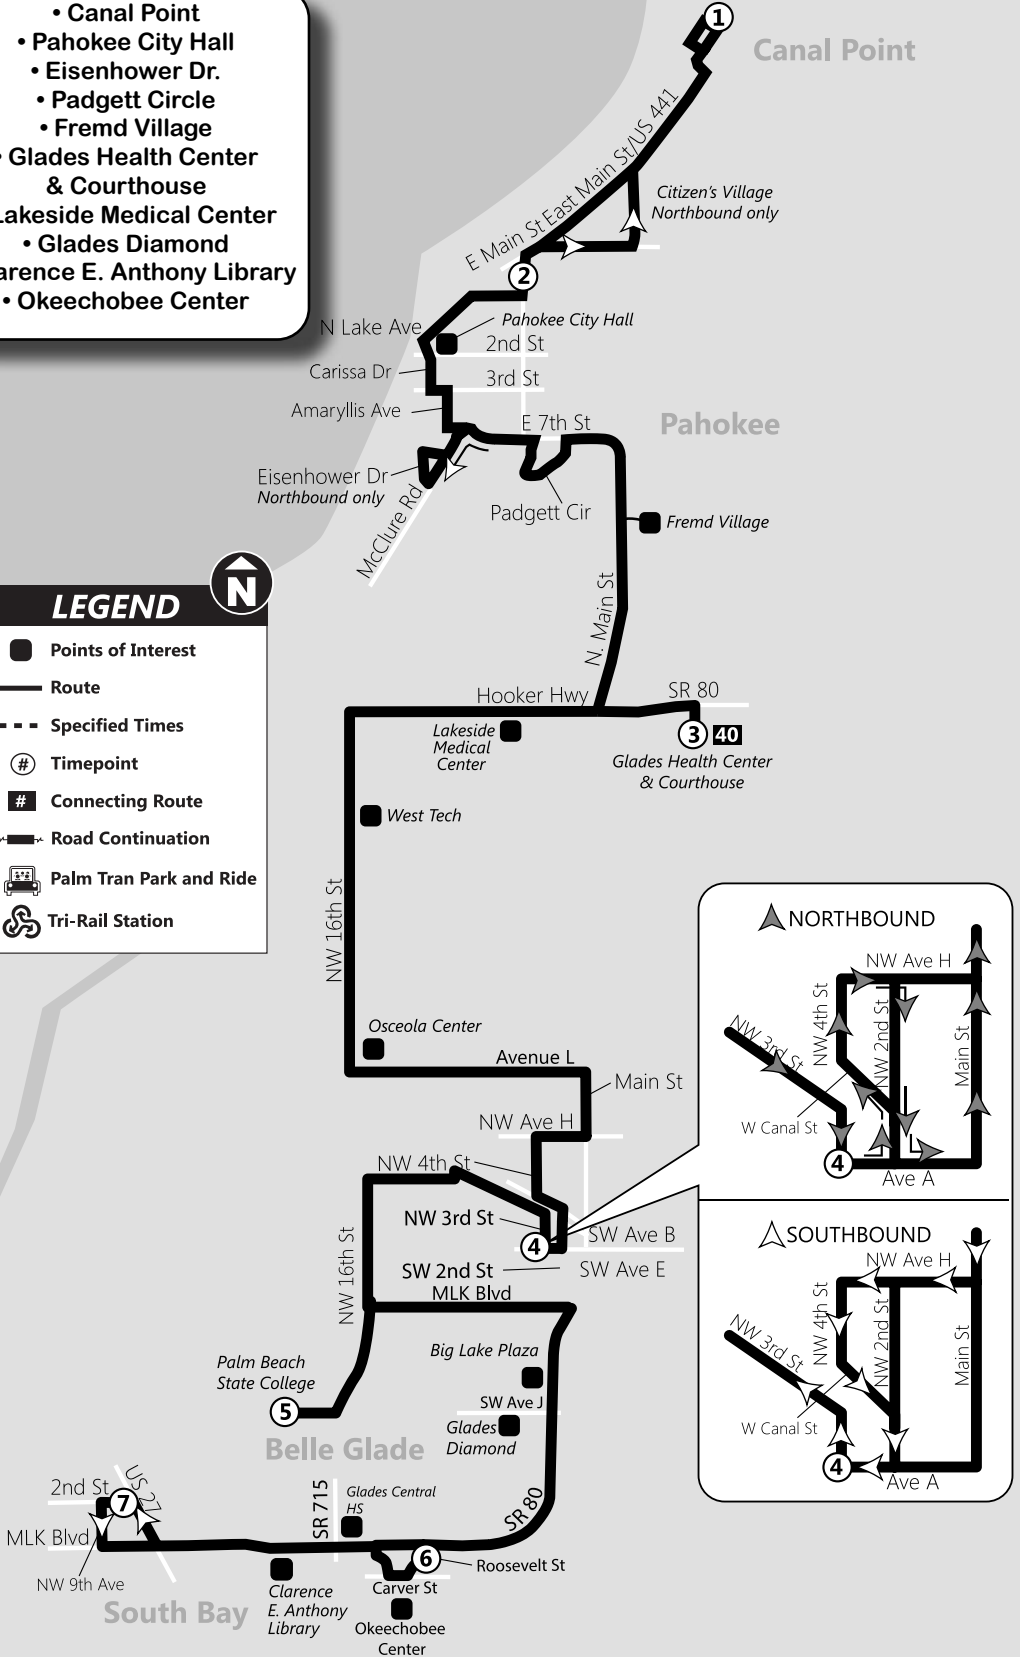 • Canal Point
• Pahokee City Hall
• Eisenhower Dr.
• Padgett Circle
• Fremd Village
• Glades Health Center
& Courthouse
Lakeside Medical Center
• Glades Diamond
arence E. Anthony Library
• Okeechobee Center
1
Canal Point
E Main St
East Main St/US 441
Citizen's Village
Northbound only
2
N Lake Ave
Pahokee City Hall
2nd St
Carissa Dr
3rd St
Amaryllis Ave
E 7th St
Pahokee
Eisenhower Dr
Northbound only
McClure Rd
Padgett Cir
Fremd Village
N. Main St
N
LEGEND
Points of Interest
Route
Specified Times
# Timepoint
# Connecting Route
Road Continuation
Palm Tran Park and Ride
Tri-Rail Station
Hooker Hwy
SR 80
Lakeside
Medical
Center
3 40
Glades Health Center
& Courthouse
West Tech
NW 16th St
Osceola Center
Avenue L
Main St
NW Ave H
NW 4th St
NW 3rd St
4
SW Ave B
SW 2nd St
SW Ave E
MLK Blvd
NW 16th St
Palm Beach
State College
5
Big Lake Plaza
SW Ave J
Glades
Diamond
Belle Glade
2nd St
US 27
7
MLK Blvd
NW 9th Ave
South Bay
SR 715
Glades Central
HS
SR 80
6
Roosevelt St
Carver St
Clarence
E. Anthony
Library
Okeechobee
Center
NORTHBOUND
NW Ave H
NW 3rd St
NW 4th St
NW 2nd St
Main St
W Canal St
4
Ave A
SOUTHBOUND
NW Ave H
NW 3rd St
NW 4th St
NW 2nd St
Main St
W Canal St
4
Ave A